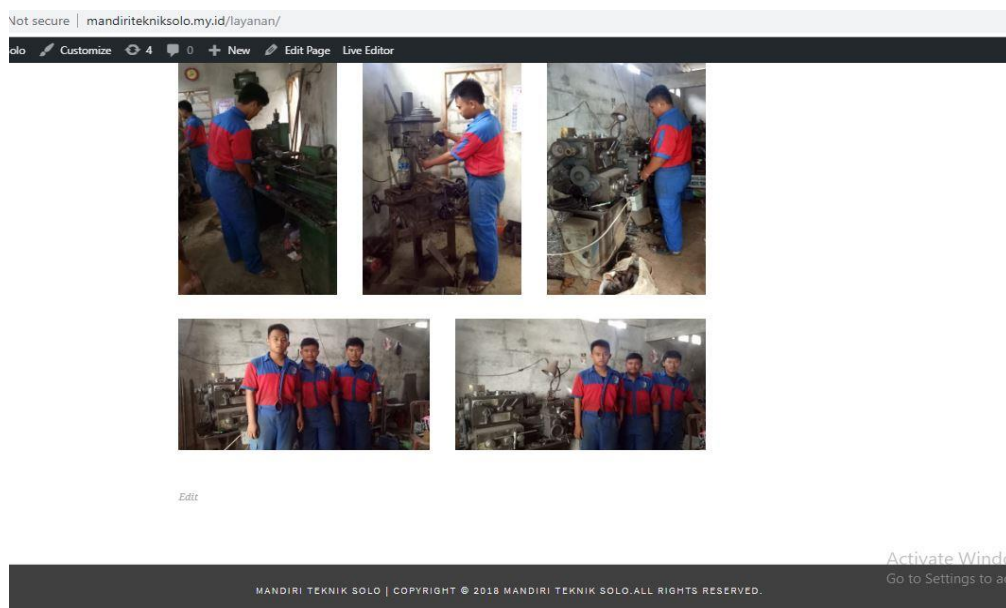 Not secure | mandiritekniksolo.my.id/layanan/
olo Customize 4 0 New Edit Page Live Editor
Edit
Activate Windo
Go to Settings to a
MANDIRI TEKNIK SOLO | COPYRIGHT © 2018 MANDIRI TEKNIK SOLO.ALL RIGHTS RESERVED.